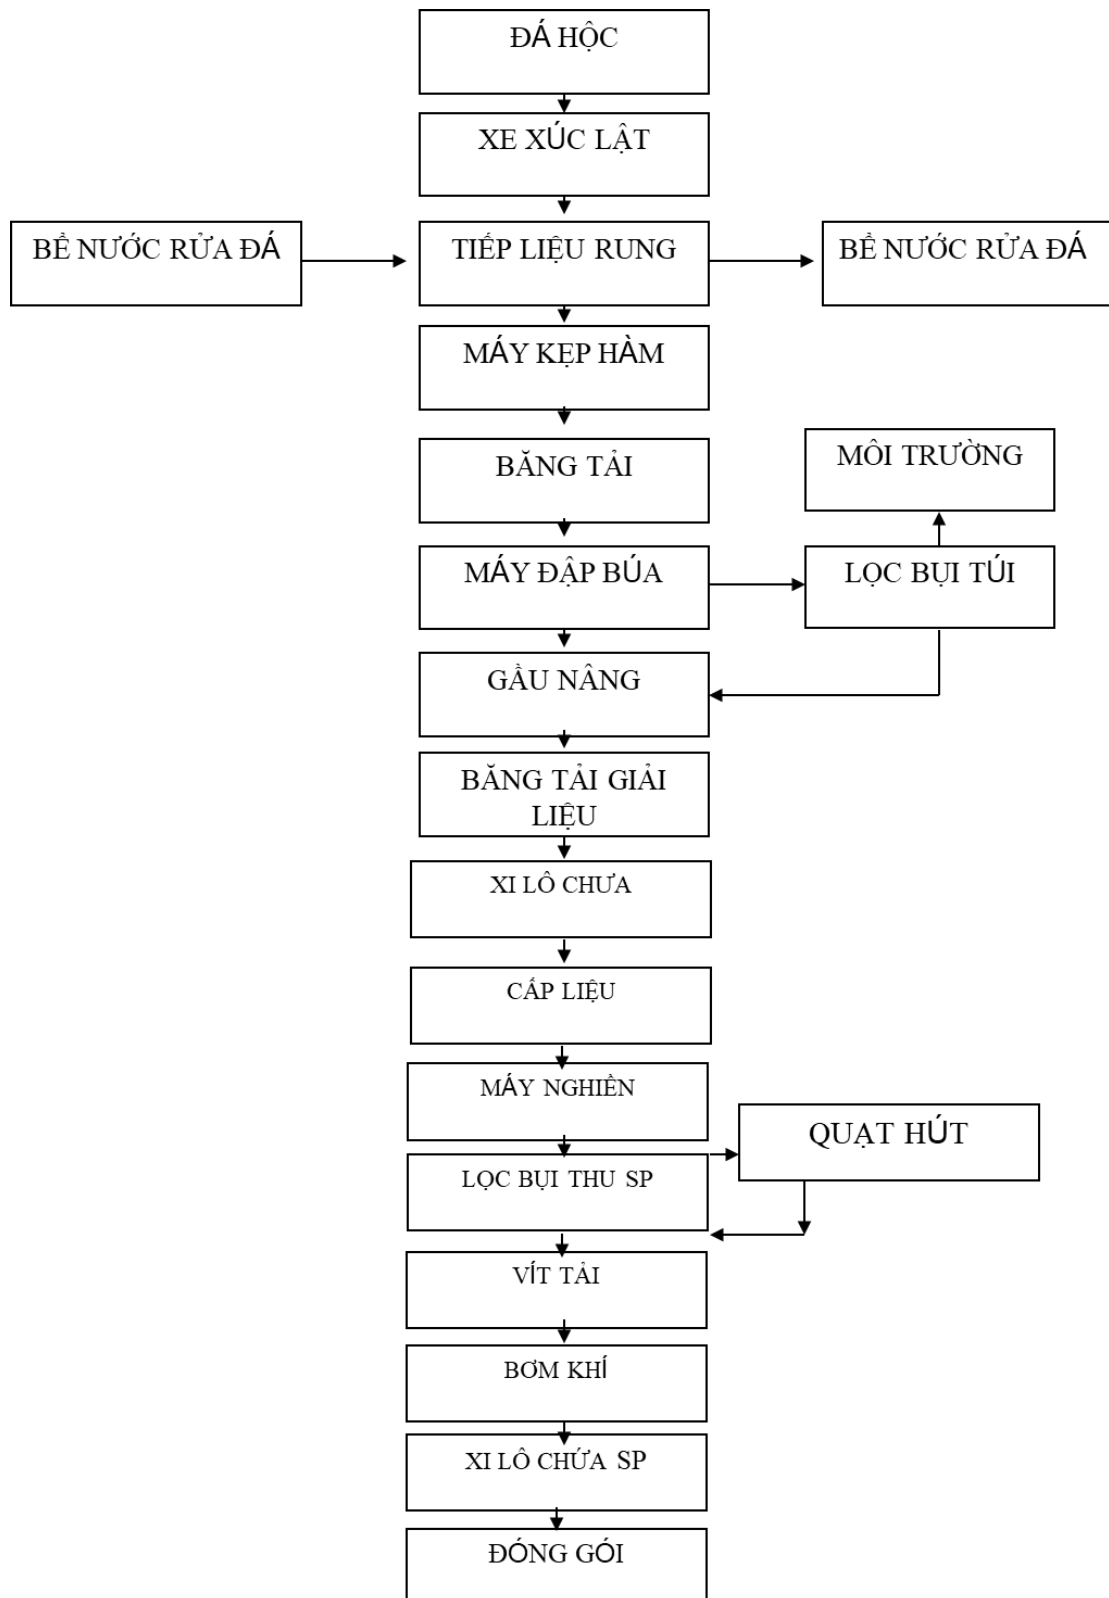 ĐÁ HỘC
XE XÚC LẬT
BỂ NƯỚC RỬA ĐÁ
TIẾP LIỆU RUNG
BỂ NƯỚC RỬA ĐÁ
MÁY KẸP HÀM
BĂNG TẢI
MÔI TRƯỜNG
MÁY ĐẬP BÚA
LỌC BỤI TÚI
GẦU NÂNG
BĂNG TẢI GIẢI
LIỆU
XI LÔ CHƯA
CẤP LIỆU
MÁY NGHIỀN
QUẠT HÚT
LỌC BỤI THU SP
VÍT TẢI
BƠM KHÍ
XI LÔ CHỨA SP
ĐÓNG GÓI